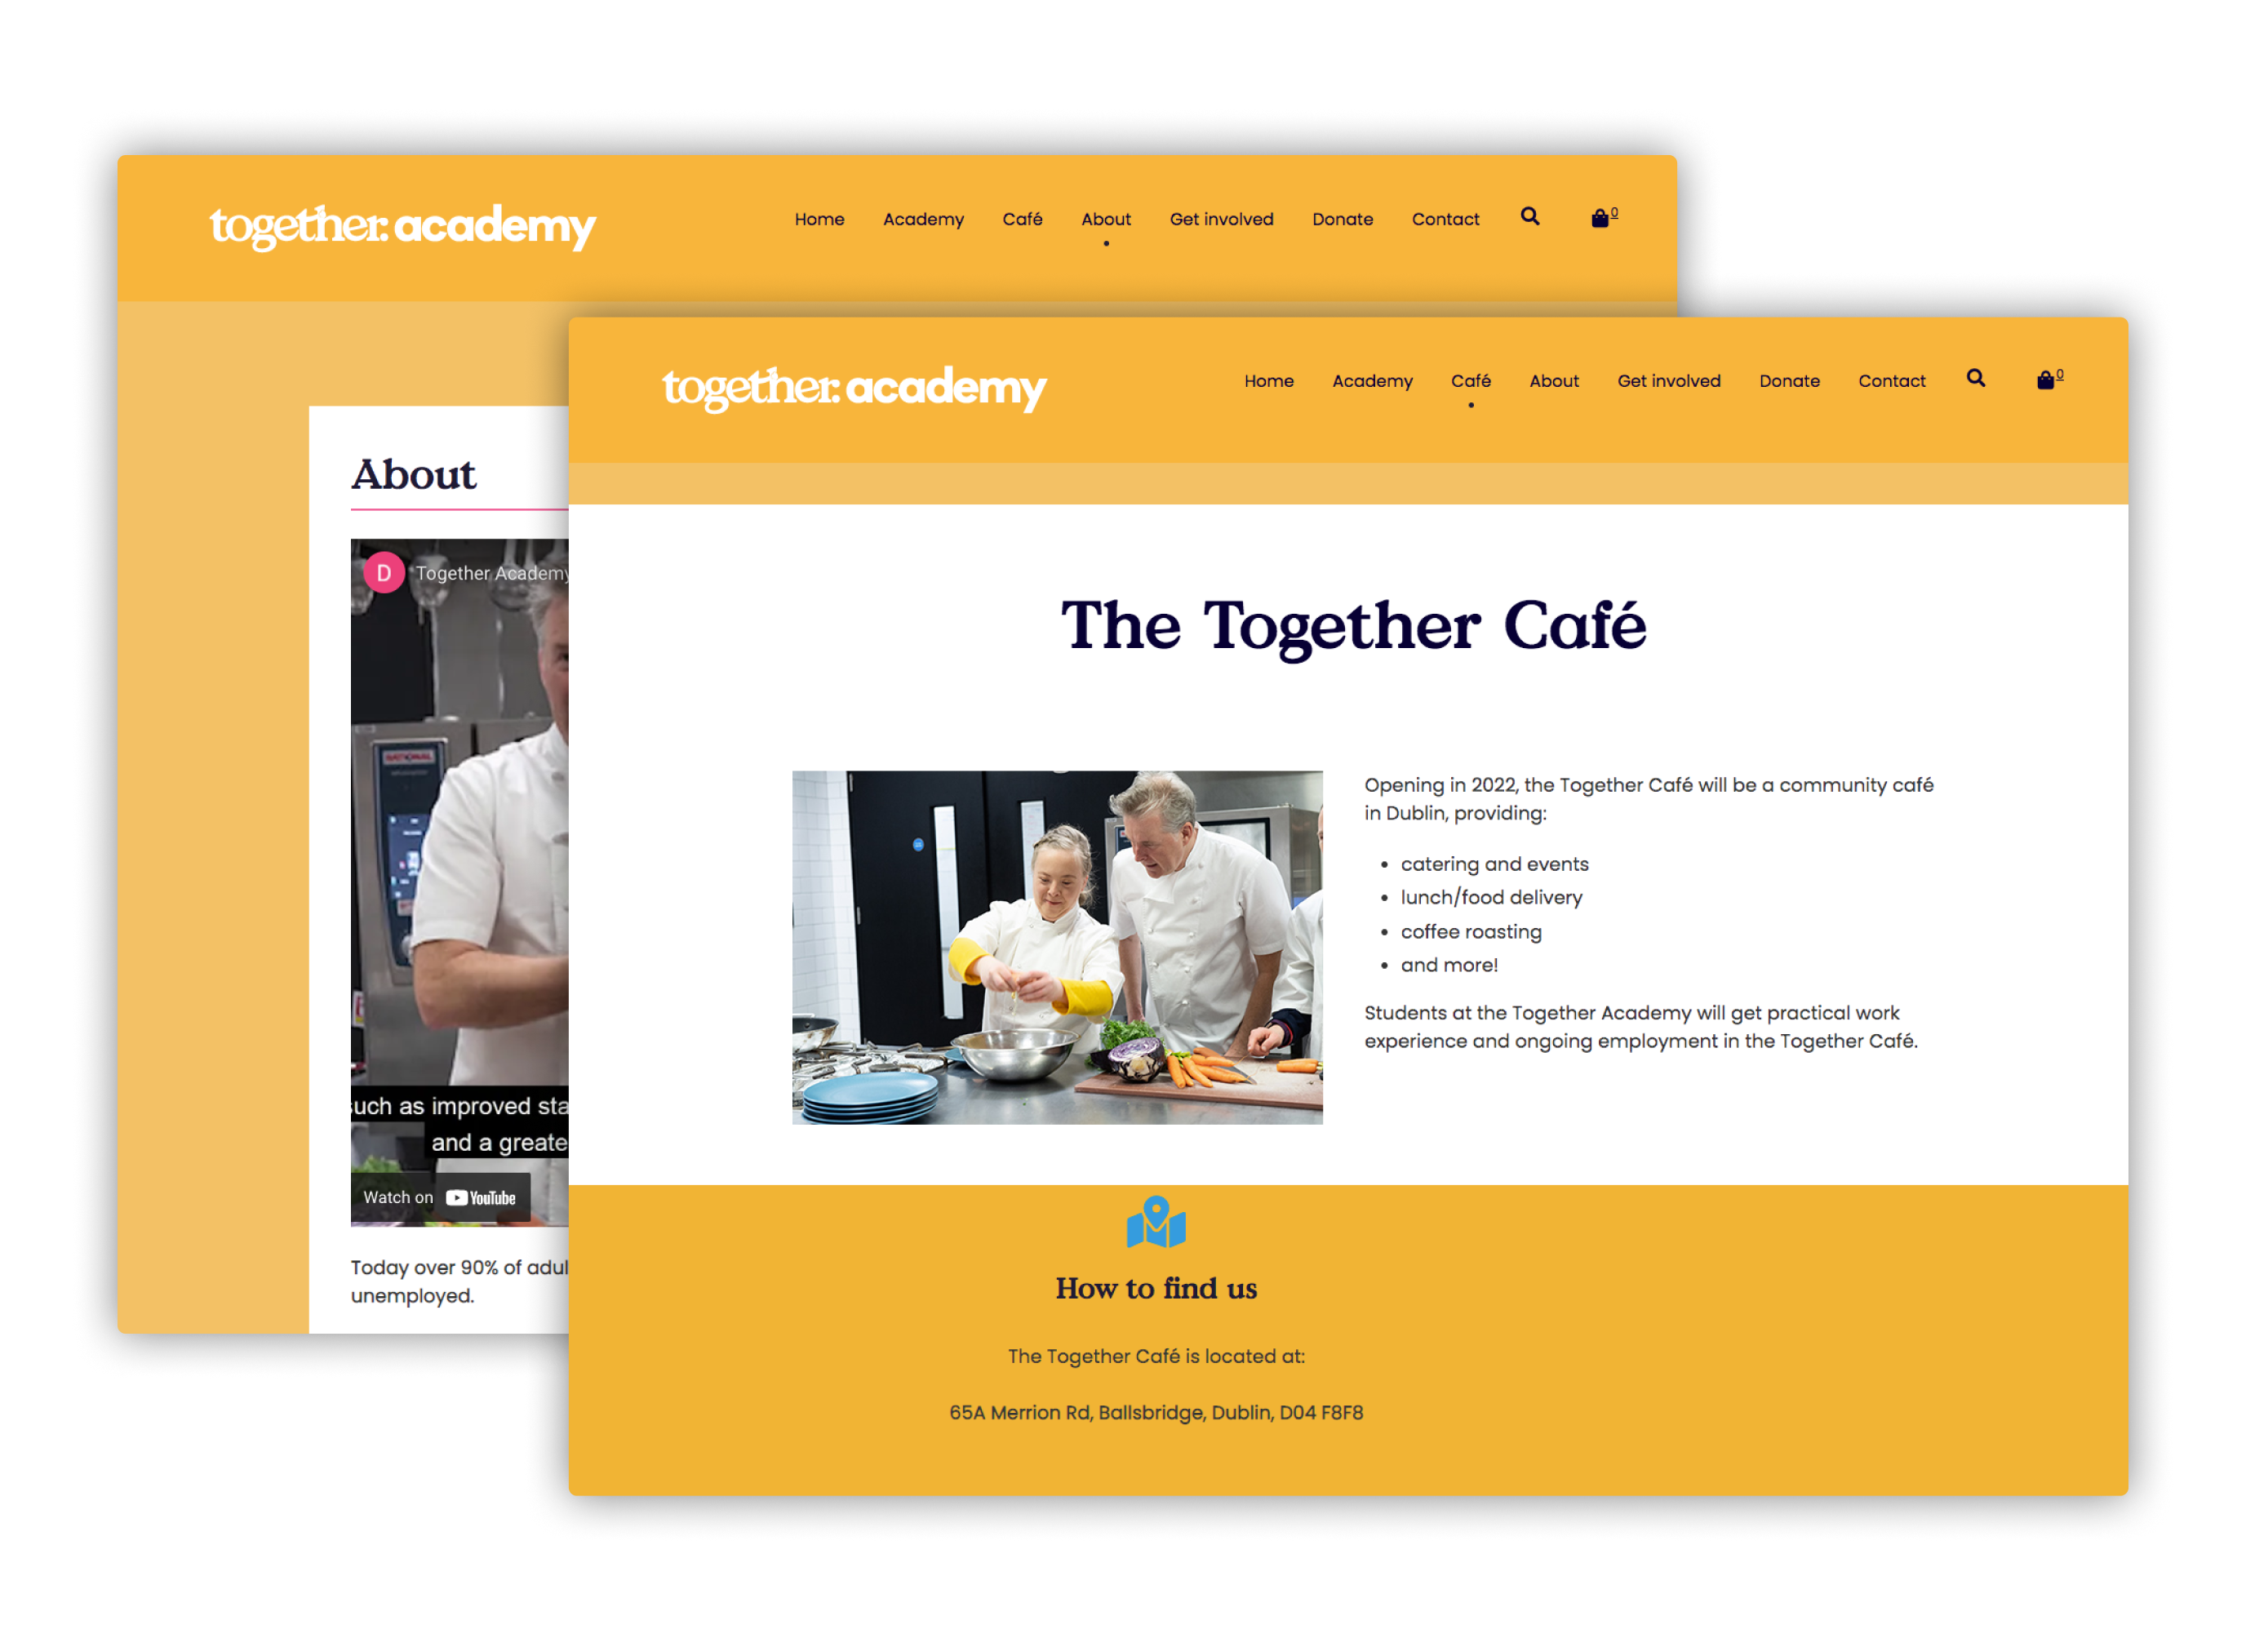 together: academy
Home Academy Café About Get involved Donate Contact 0
About
D Together Academy
RATIONAL
such as improved sta
and a greate
Watch on YouTube
Today over 90% of adul
unemployed.
together: academy
Home Academy Café About Get involved Donate Contact 0
The Together Café
Opening in 2022, the Together Café will be a community café
in Dublin, providing:
• catering and events
• lunch/food delivery
• coffee roasting
• and more!
Students at the Together Academy will get practical work
experience and ongoing employment in the Together Café.
How to find us
The Together Café is located at:
65A Merrion Rd, Ballsbridge, Dublin, D04 F8F8